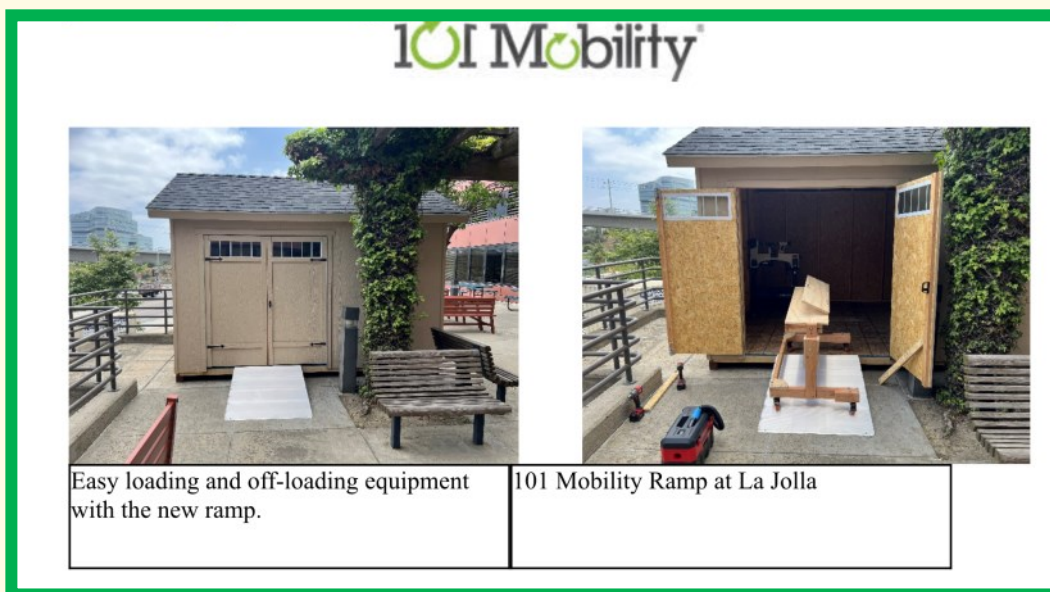 101 Mobility
Easy loading and off-loading equipment
with the new ramp.
101 Mobility Ramp at La Jolla